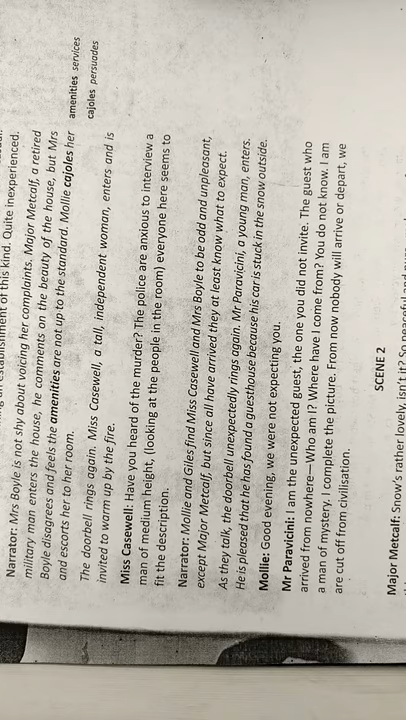 establishment of this kind. Quite inexperienced.
Narrator: Mrs Boyle is not shy about voicing her complaints. Major Metcalf, a retired
military man enters the house, he comments on the beauty of the house, but Mrs
Boyle disagrees and feels the amenities are not up to the standard. Mollie cajoles her
and escorts her to her room.
amenities services
cajoles persuades
The doorbell rings again. Miss Casewell, a tall, independent woman, enters and is
invited to warm up by the fire.
Miss Casewell: Have you heard of the murder? The police are anxious to interview a
man of medium height, (looking at the people in the room) everyone here seems to
fit the description.
Narrator: Mollie and Giles find Miss Casewell and Mrs Boyle to be odd and unpleasant,
except Major Metcalf, but since all have arrived they at least know what to expect.
As they talk, the doorbell unexpectedly rings again. Mr Paravicini, a young man, enters.
He is pleased that he has found a guesthouse because his car is stuck in the snow outside.
Mollie: Good evening, we were not expecting you.
Mr Paravicini: I am the unexpected guest, the one you did not invite. The guest who
arrived from nowhere—Who am I? Where have I come from? You do not know. I am
a man of mystery. I complete the picture. From now nobody will arrive or depart, we
are cut off from civilisation.
SCENE 2
Major Metcalf: Snow's rather lovely, isn't it? So peaceful and